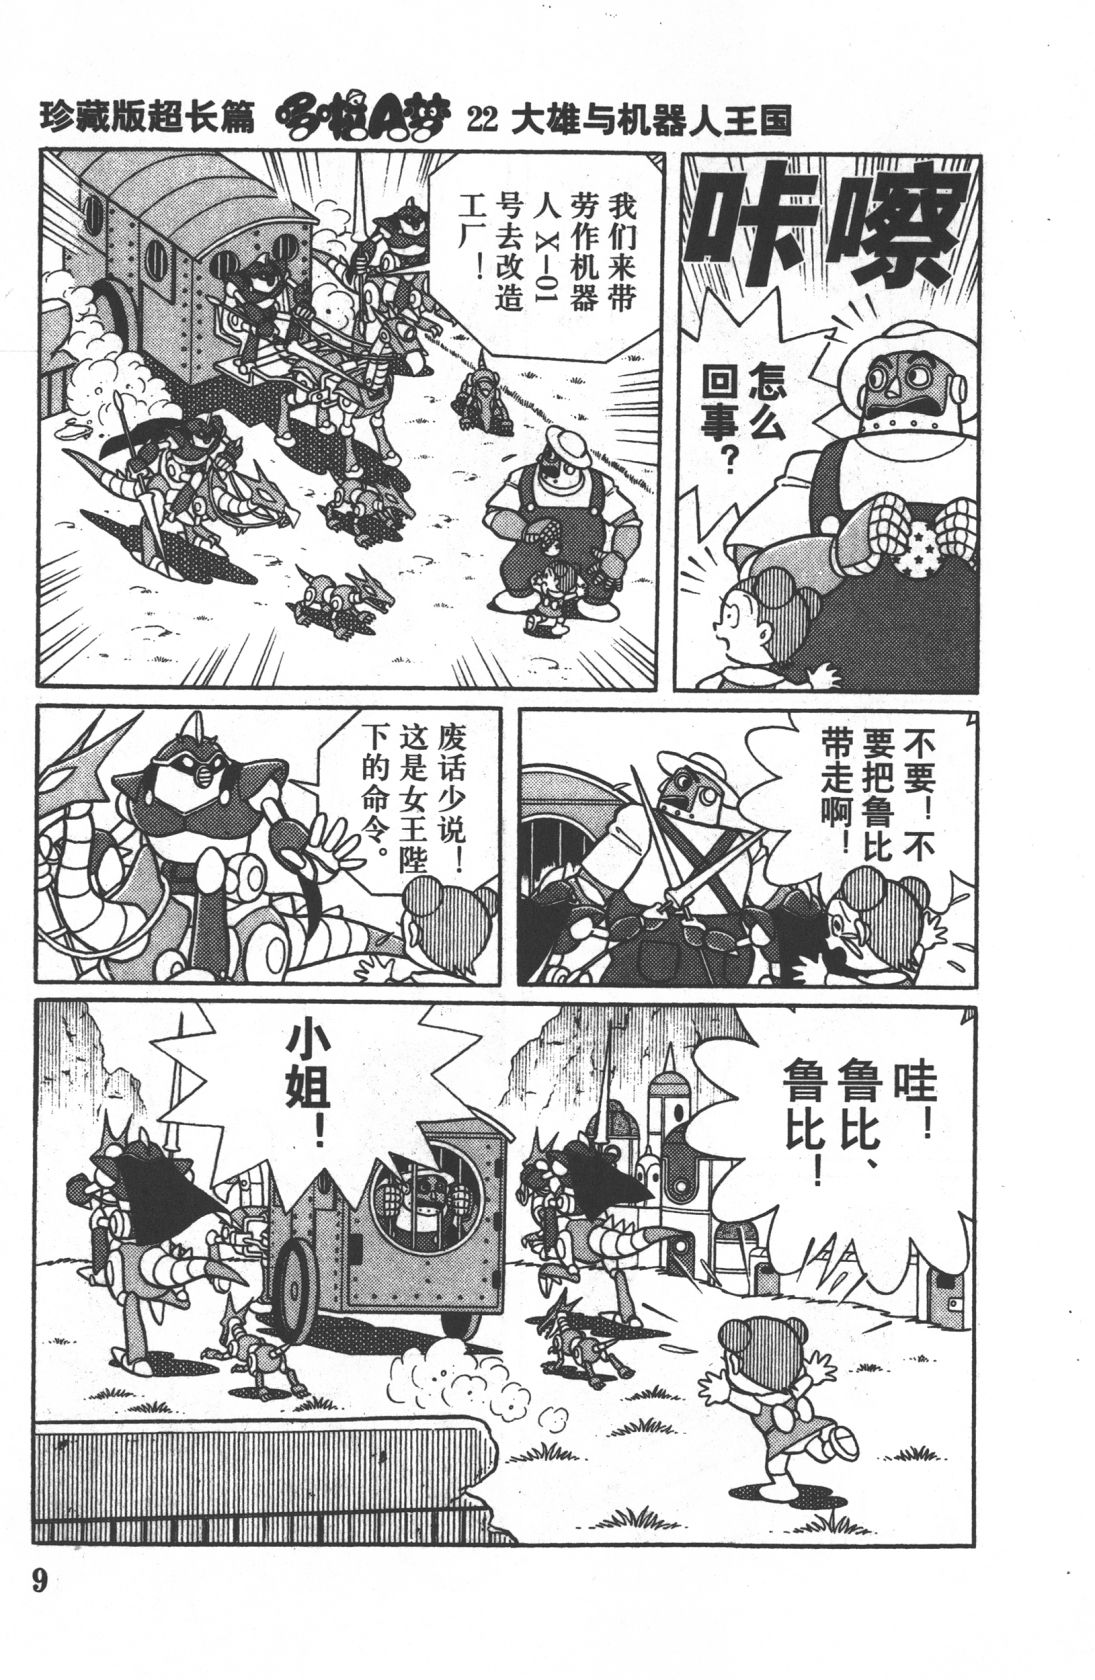 珍藏版超长篇 哆啦A梦 22 大雄与机器人王国
咔嚓
怎么
回事？
我们来带
劳作机器
人X-01
号去改造
工厂！
不要！不
要把鲁比
带走啊！
废话少说！
这是女王陛
下的命令。
哇！
鲁比、
鲁比！
小姐！
9